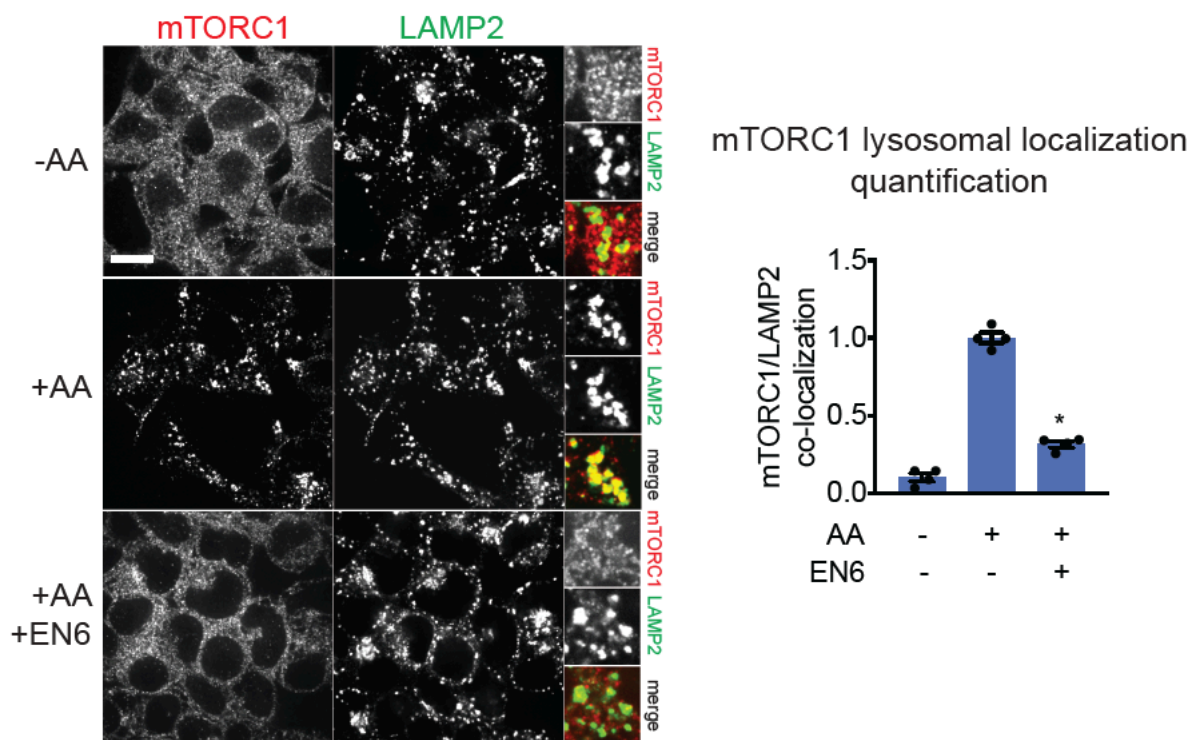 mTORC1 LAMP2
-AA
mTORC1 LAMP2 merge
+AA
mTORC1 LAMP2 merge
+AA
+EN6
mTORC1 LAMP2 merge
mTORC1 lysosomal localization
quantification
mTORC1/LAMP2
co-localization
1.5
1.0
0.5
0.0
*
AA - + +
EN6 - - +